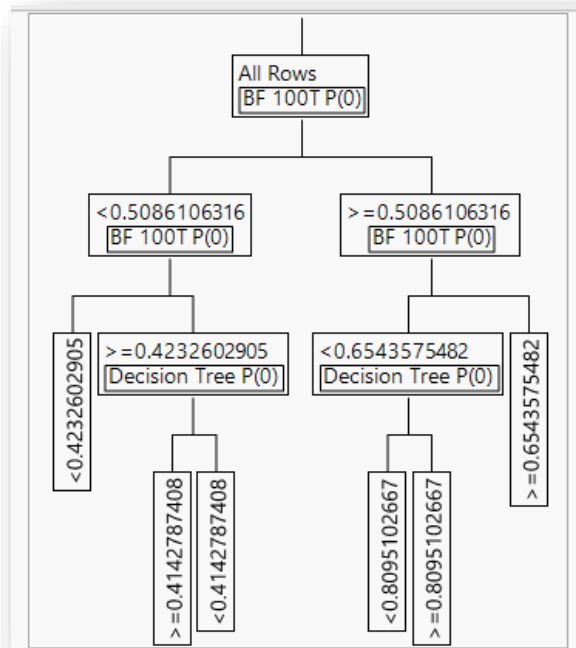 All Rows
BF 100T P(0)
<0.5086106316
BF 100T P(0)
>=0.5086106316
BF 100T P(0)
<0.4232602905
>=0.4232602905
Decision Tree P(0)
<0.6543575482
Decision Tree P(0)
>=0.6543575482
>=0.4142787408
<0.4142787408
<0.8095102667
>=0.8095102667